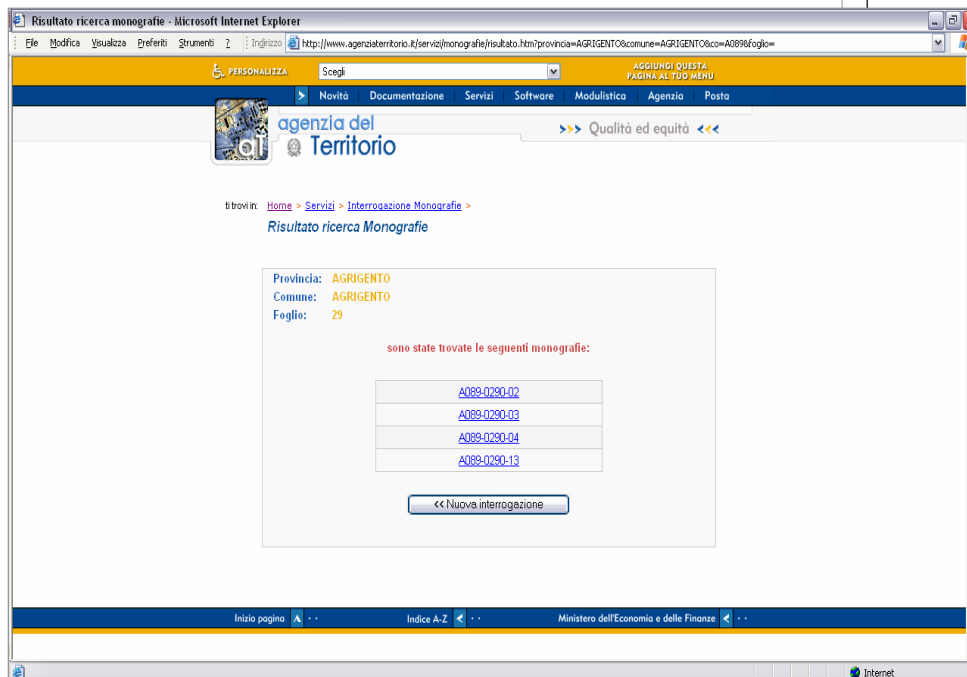 Risultato ricerca monografie - Microsoft Internet Explorer
File Modifica Visualizza Preferiti Strumenti ? Indirizzo http://www.agenziaterritorio.it/servizi/monografie/risultato.htm?provincia=AGRIGENTO&comune=AGRIGENTO&co=A089&foglio=
PERSONALIZZA Scegli AGGIUNGI QUESTA
PAGINA AL TUO MENU
> Novità Documentazione Servizi Software Modulistica Agenzia Posta
agenzia del
Territorio
aT
>>> Qualità ed equità <<<
ti trovi in: Home > Servizi > Interrogazione Monografie >
Risultato ricerca Monografie
Provincia: AGRIGENTO
Comune: AGRIGENTO
Foglio: 29
sono state trovate le seguenti monografie:
A089-0290-02
A089-0290-03
A089-0290-04
A089-0290-13
<< Nuova interrogazione
Inizio pagina Indice A-Z Ministero dell'Economia e delle Finanze
Internet